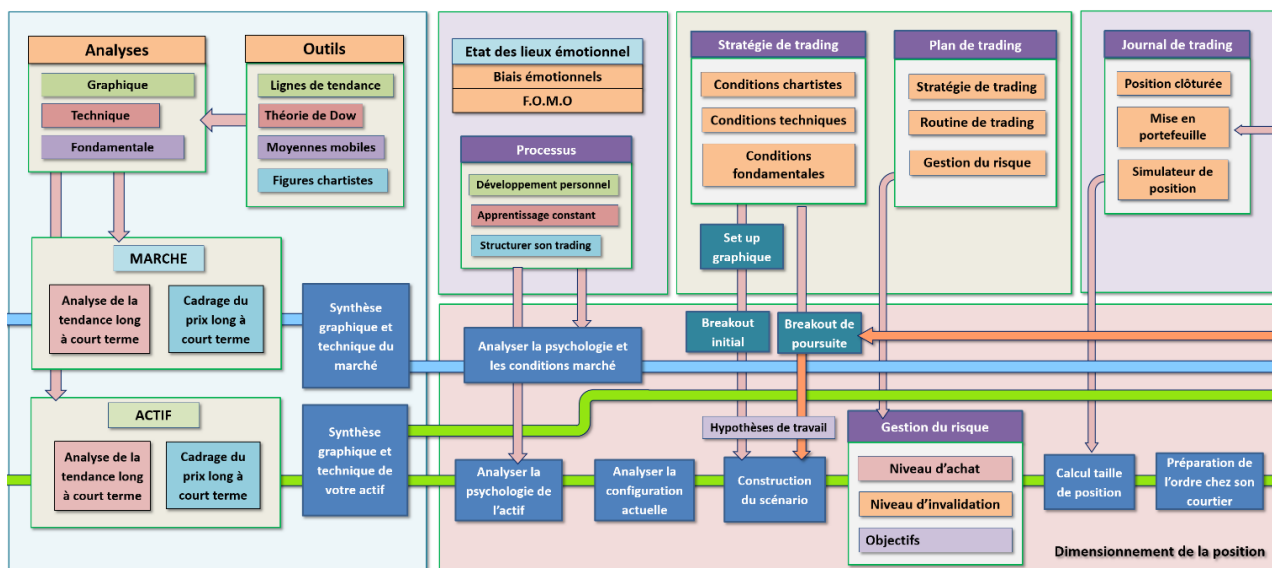 Analyses
Graphique
Technique
Fondamentale
Outils
Lignes de tendance
Théorie de Dow
Moyennes mobiles
Figures chartistes
MARCHE
Analyse de la
tendance long
à court terme
Cadrage du
prix long à
court terme
ACTIF
Analyse de la
tendance long
à court terme
Cadrage du
prix long à
court terme
Synthèse
graphique et
technique du
marché
Synthèse
graphique et
technique de
votre actif
Etat des lieux émotionnel
Biais émotionnels
F.O.M.O
Processus
Développement personnel
Apprentissage constant
Structurer son trading
Stratégie de trading
Conditions chartistes
Conditions techniques
Conditions
fondamentales
Plan de trading
Stratégie de trading
Routine de trading
Gestion du risque
Journal de trading
Position clôturée
Mise en
portefeuille
Simulateur de
position
Set up
graphique
Breakout
initial
Breakout de
poursuite
Analyser la psychologie et
les conditions marché
Hypothèses de travail
Analyser la
psychologie de
l'actif
Analyser la
configuration
actuelle
Construction
du scénario
Gestion du risque
Niveau d'achat
Niveau d'invalidation
Objectifs
Calcul taille
de position
Préparation de
l'ordre chez son
courtier
Dimensionnement de la position